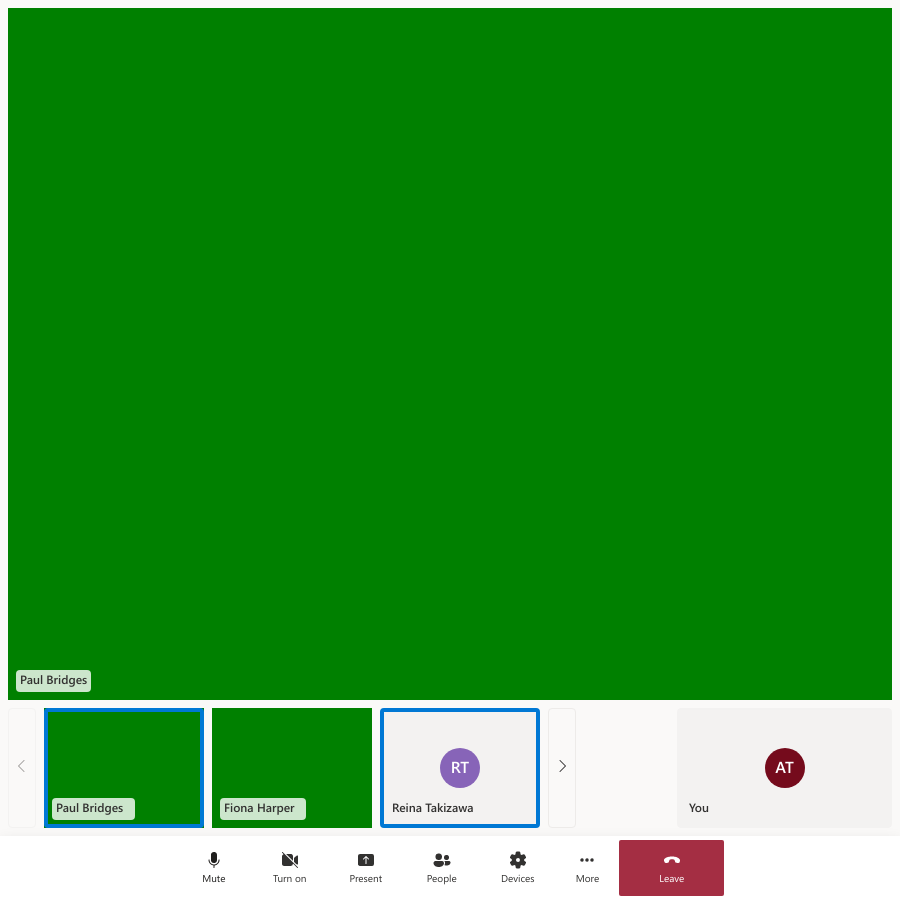 Paul Bridges
Paul Bridges
Fiona Harper
RT
Reina Takizawa
AT
You
Mute
Turn on
Present
People
Devices
More
Leave